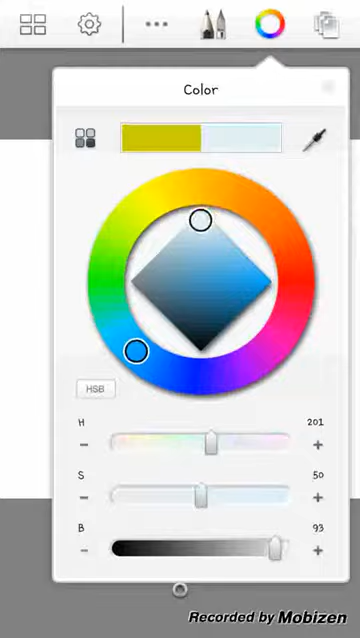 Color
HSB
H 201
S 50
B 93
Recorded by Mobizen